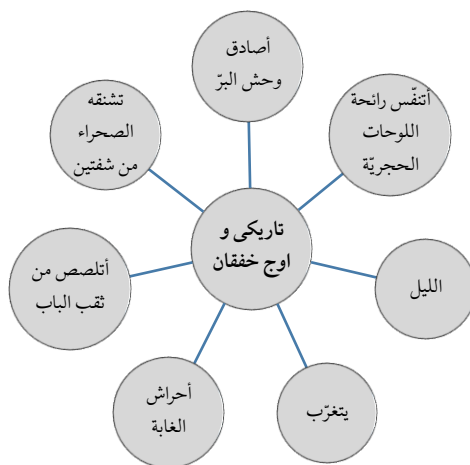 أصادق
وحش البرّ
أتنفّس رائحة
اللوحات
الحجريّة
الليل
يتغرّب
أحراش
الغابة
أتلصص من
ثقب الباب
تشنقه
الصحراء
من شفتين
تاریکی و
اوج خفقان